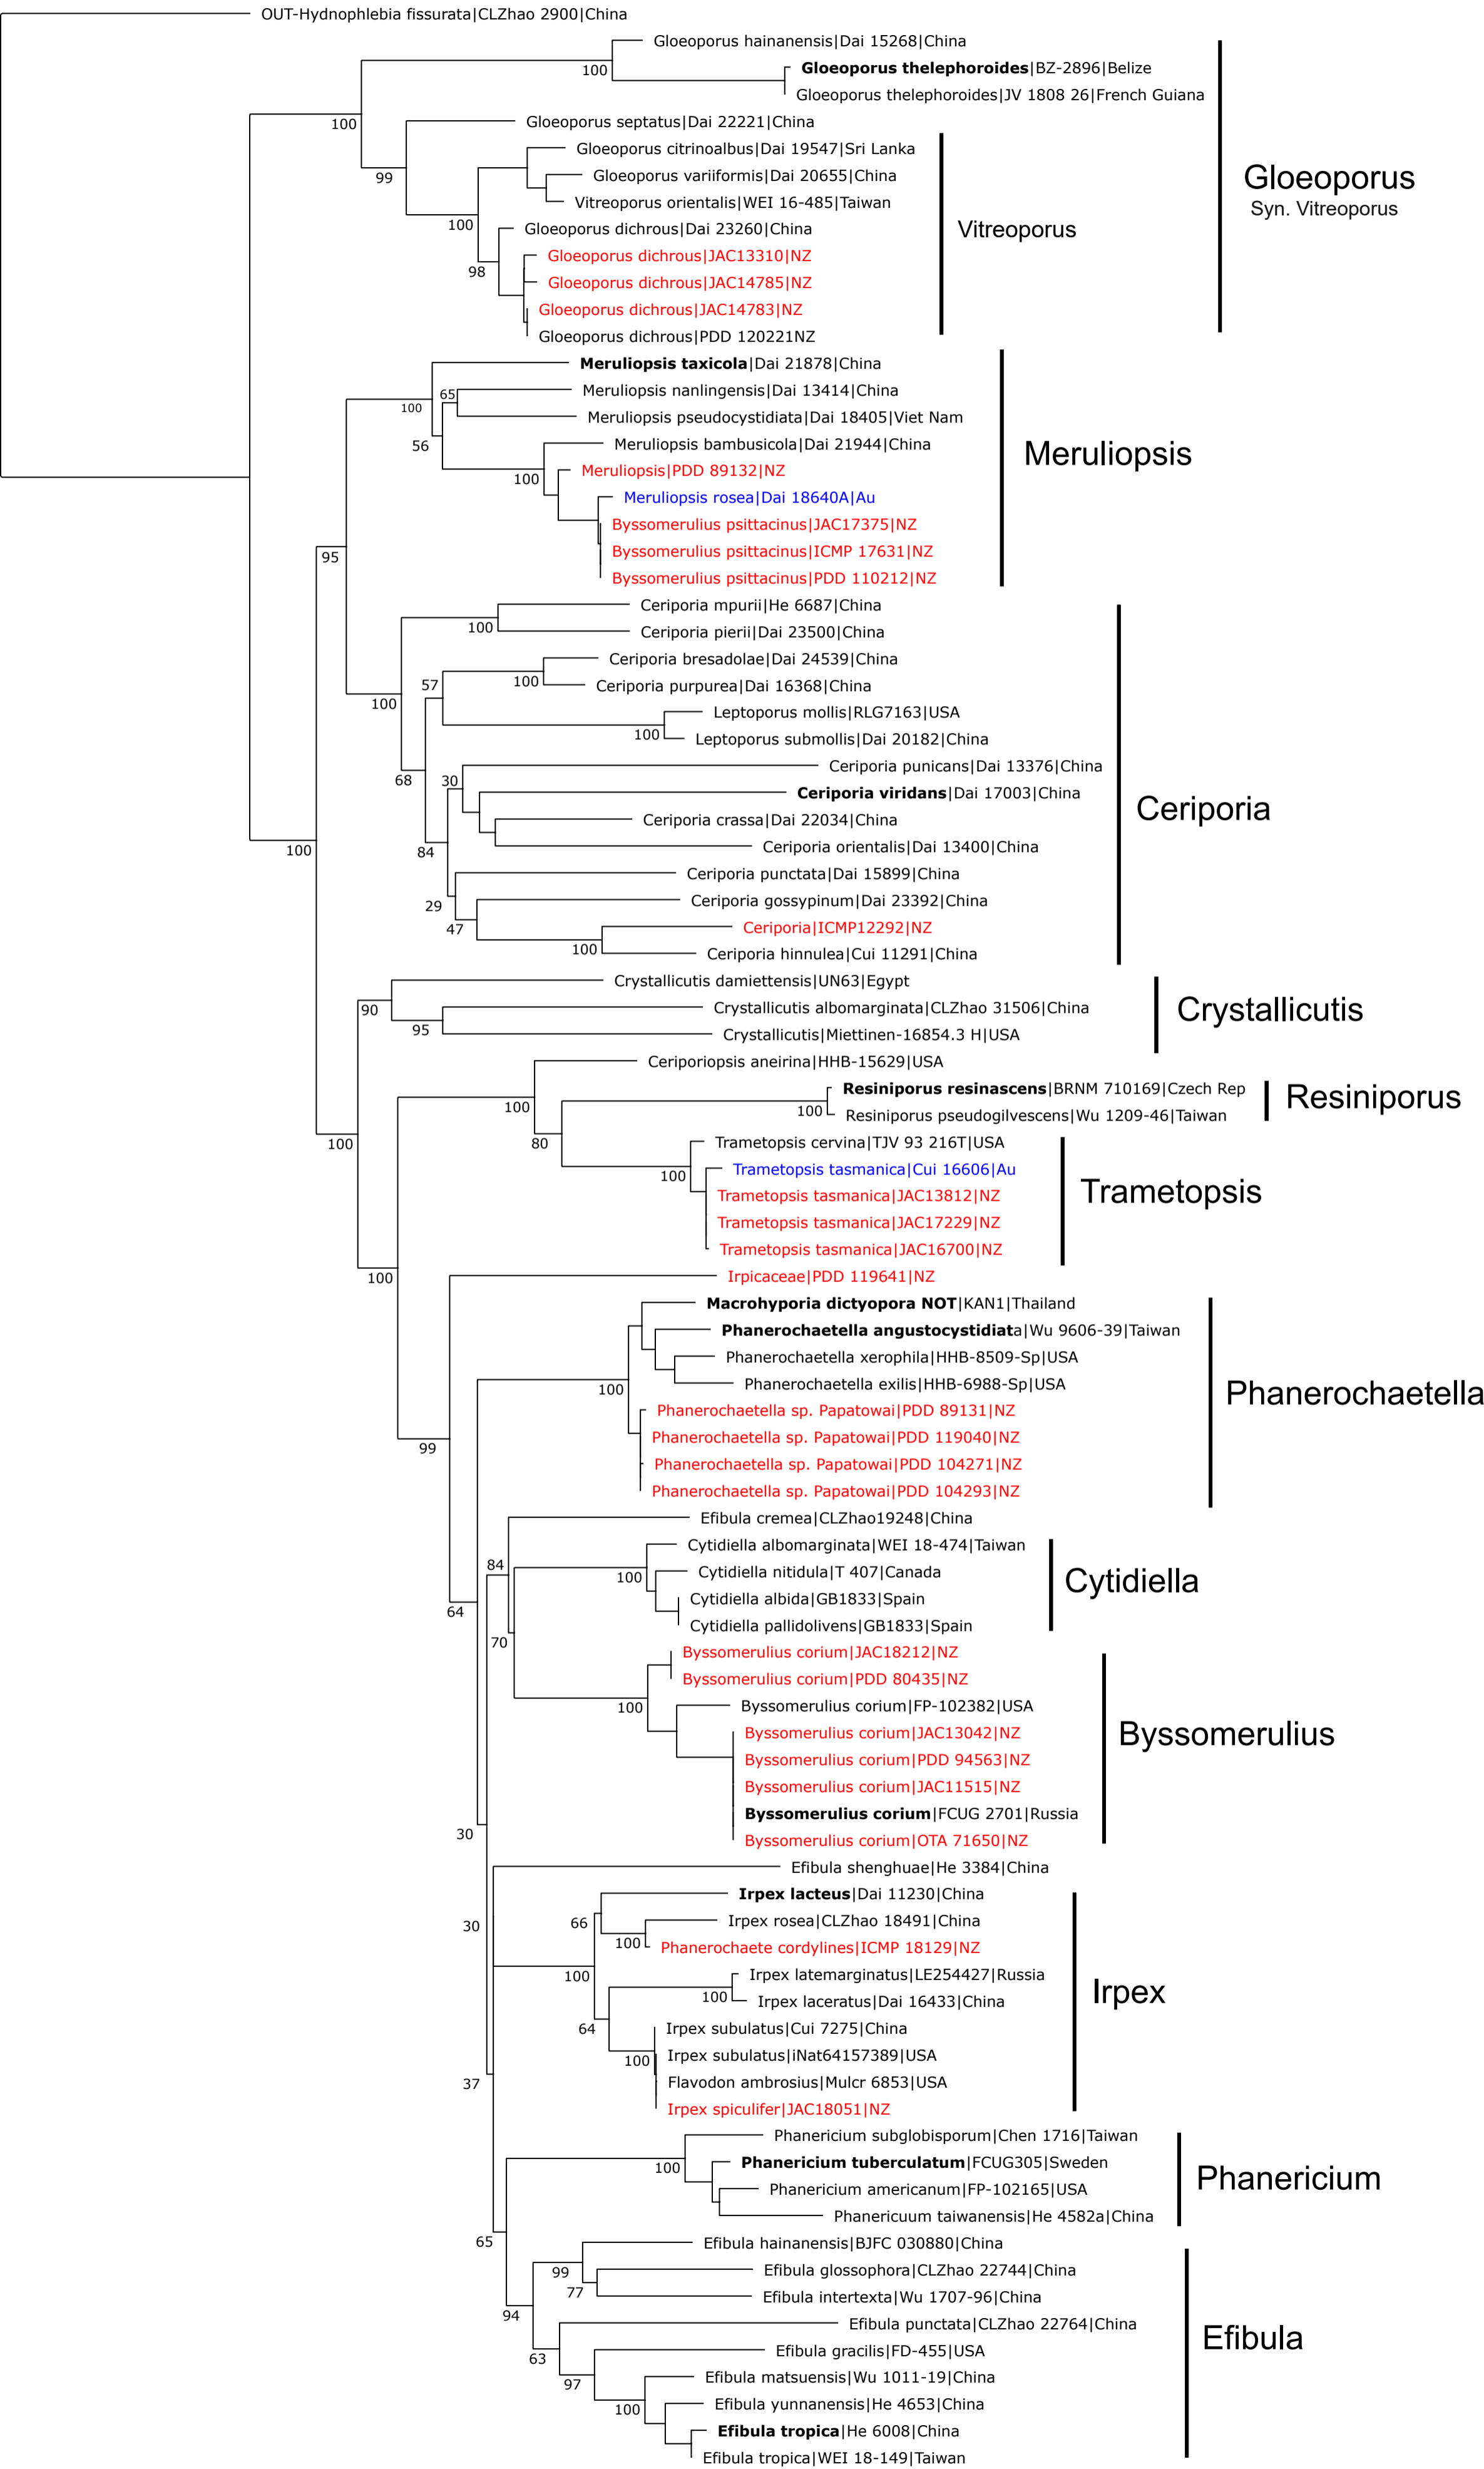 OUT-Hydnophlebia fissurata|CLZhao 2900|China
Gloeoporus hainanensis|Dai 15268|China
100
Gloeoporus thelephoroides|BZ-2896|Belize
Gloeoporus thelephoroides|JV 1808 26|French Guiana
100
Gloeoporus septatus|Dai 22221|China
Gloeoporus citrinoalbus|Dai 19547|Sri Lanka
99
Gloeoporus variiformis|Dai 20655|China
Gloeoporus
Syn. Vitreoporus
Vitreoporus orientalis|WEI 16-485|Taiwan
100
Gloeoporus dichrous|Dai 23260|China
Vitreoporus
Gloeoporus dichrous|JAC13310|NZ
98
Gloeoporus dichrous|JAC14785|NZ
Gloeoporus dichrous|JAC14783|NZ
Gloeoporus dichrous|PDD 120221NZ
Meruliopsis taxicola|Dai 21878|China
Meruliopsis nanlingensis|Dai 13414|China
65
100
Meruliopsis pseudocystidiata|Dai 18405|Viet Nam
56
Meruliopsis bambusicola|Dai 21944|China
Meruliopsis
Meruliopsis|PDD 89132|NZ
100
Meruliopsis rosea|Dai 18640A|Au
Byssomerulius psittacinus|JAC17375|NZ
Byssomerulius psittacinus|ICMP 17631|NZ
95
Byssomerulius psittacinus|PDD 110212|NZ
Ceriporia mpurii|He 6687|China
100
Ceriporia pierii|Dai 23500|China
Ceriporia bresadolae|Dai 24539|China
57
100
Ceriporia purpurea|Dai 16368|China
100
Leptoporus mollis|RLG7163|USA
100
Leptoporus submollis|Dai 20182|China
Ceriporia punicans|Dai 13376|China
68
30
Ceriporia viridans|Dai 17003|China
Ceriporia
Ceriporia crassa|Dai 22034|China
Ceriporia orientalis|Dai 13400|China
100
84
Ceriporia punctata|Dai 15899|China
Ceriporia gossypinum|Dai 23392|China
29
Ceriporia|ICMP12292|NZ
47
100
Ceriporia hinnulea|Cui 11291|China
Crystallicutis damiettensis|UN63|Egypt
90
Crystallicutis albomarginata|CLZhao 31506|China
Crystallicutis
95
Crystallicutis|Miettinen-16854.3 H|USA
Ceriporiopsis aneirina|HHB-15629|USA
Resiniporus resinascens|BRNM 710169|Czech Rep
Resiniporus
100
100
Resiniporus pseudogilvescens|Wu 1209-46|Taiwan
100
80
Trametopsis cervina|TJV 93 216T|USA
Trametopsis tasmanica|Cui 16606|Au
100
Trametopsis tasmanica|JAC13812|NZ
Trametopsis
Trametopsis tasmanica|JAC17229|NZ
Trametopsis tasmanica|JAC16700|NZ
100
Irpicaceae|PDD 119641|NZ
Macrohyporia dictyopora NOT|KAN1|Thailand
Phanerochaetella angustocystidiata|Wu 9606-39|Taiwan
Phanerochaetella xerophila|HHB-8509-Sp|USA
Phanerochaetella exilis|HHB-6988-Sp|USA
100
Phanerochaetella
Phanerochaetella sp. Papatowai|PDD 89131|NZ
Phanerochaetella sp. Papatowai|PDD 119040|NZ
99
Phanerochaetella sp. Papatowai|PDD 104271|NZ
Phanerochaetella sp. Papatowai|PDD 104293|NZ
Efibula cremea|CLZhao19248|China
Cytidiella albomarginata|WEI 18-474|Taiwan
84
Cytidiella nitidula|T 407|Canada
100
Cytidiella
Cytidiella albida|GB1833|Spain
64
Cytidiella pallidolivens|GB1833|Spain
70
Byssomerulius corium|JAC18212|NZ
Byssomerulius corium|PDD 80435|NZ
100
Byssomerulius corium|FP-102382|USA
Byssomerulius corium|JAC13042|NZ
Byssomerulius
Byssomerulius corium|PDD 94563|NZ
Byssomerulius corium|JAC11515|NZ
Byssomerulius corium|FCUG 2701|Russia
30
Byssomerulius corium|OTA 71650|NZ
Efibula shenghuae|He 3384|China
Irpex lacteus|Dai 11230|China
30
66
Irpex rosea|CLZhao 18491|China
100
Phanerochaete cordylines|ICMP 18129|NZ
100
Irpex latemarginatus|LE254427|Russia
Irpex
100
Irpex laceratus|Dai 16433|China
64
Irpex subulatus|Cui 7275|China
100
Irpex subulatus|iNat64157389|USA
37
Flavodon ambrosius|Mulcr 6853|USA
Irpex spiculifer|JAC18051|NZ
Phanericium subglobisporum|Chen 1716|Taiwan
100
Phanericium tuberculatum|FCUG305|Sweden
Phanericium
Phanericium americanum|FP-102165|USA
Phanericuum taiwanensis|He 4582a|China
65
Efibula hainanensis|BJFC 030880|China
99
Efibula glossophora|CLZhao 22744|China
77
Efibula intertexta|Wu 1707-96|China
94
Efibula punctata|CLZhao 22764|China
Efibula
63
Efibula gracilis|FD-455|USA
97
Efibula matsuensis|Wu 1011-19|China
100
Efibula yunnanensis|He 4653|China
Efibula tropica|He 6008|China
Efibula tropica|WEI 18-149|Taiwan